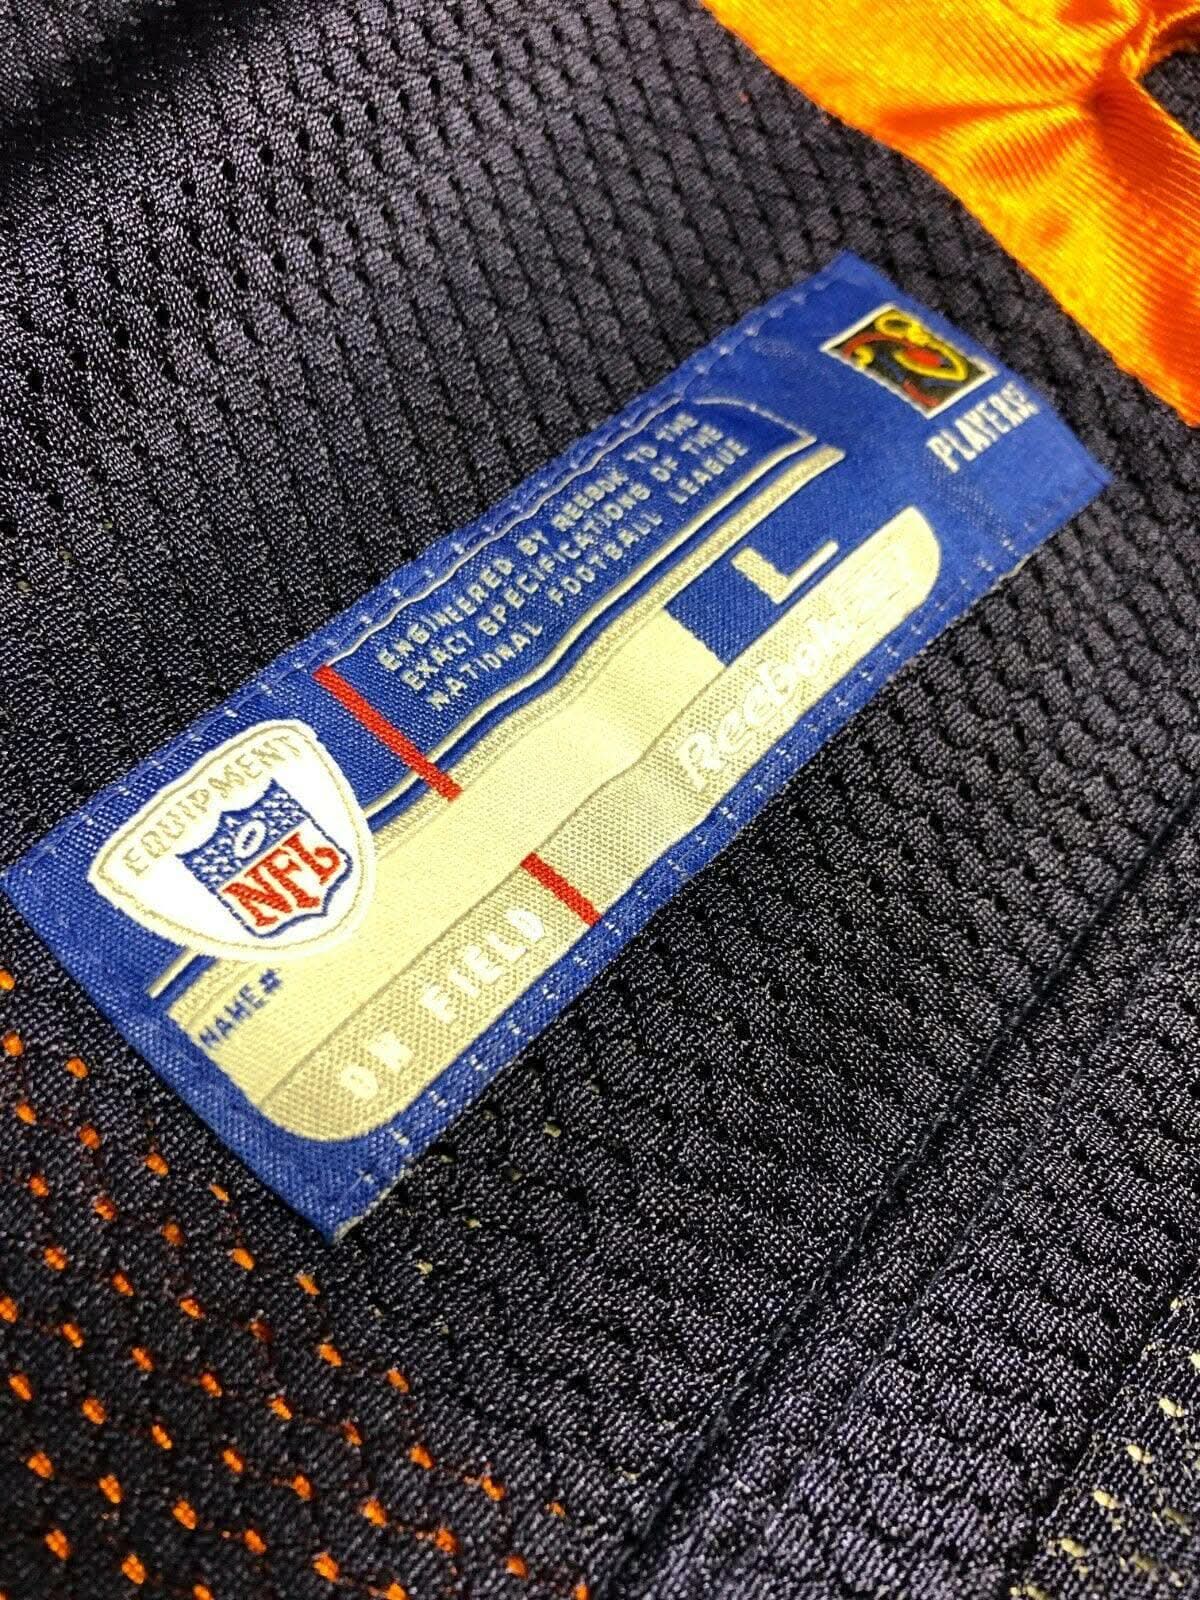 PLAYERS INC
ENGINEERED BY REEBOK TO THE
EXACT SPECIFICATIONS OF THE
NATIONAL FOOTBALL LEAGUE
L
Reebok
EQUIPMENT
NFL
NAME#
ON FIELD